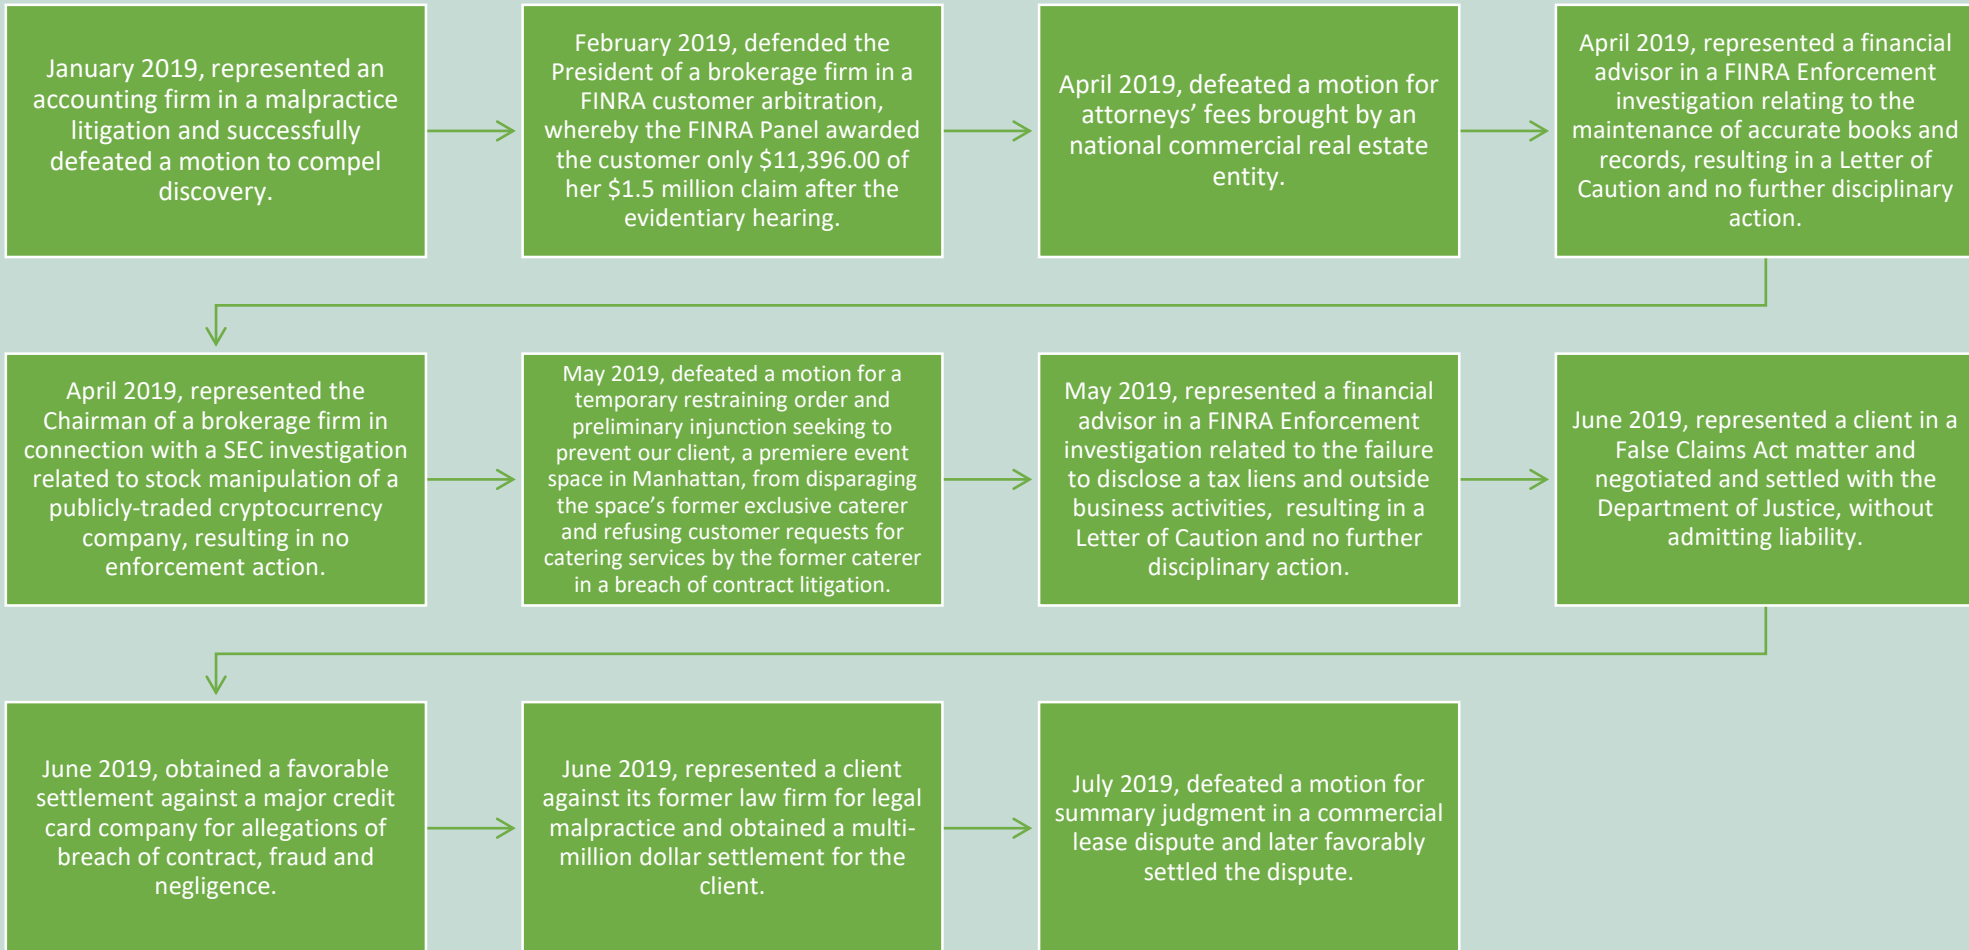 January 2019, represented an
accounting firm in a malpractice
litigation and successfully
defeated a motion to compel
discovery.
February 2019, defended the
President of a brokerage firm in a
FINRA customer arbitration,
whereby the FINRA Panel awarded
the customer only $11,396.00 of
her $1.5 million claim after the
evidentiary hearing.
April 2019, defeated a motion for
attorneys’ fees brought by an
national commercial real estate
entity.
April 2019, represented a financial
advisor in a FINRA Enforcement
investigation relating to the
maintenance of accurate books and
records, resulting in a Letter of
Caution and no further disciplinary
action.
April 2019, represented the
Chairman of a brokerage firm in
connection with a SEC investigation
related to stock manipulation of a
publicly-traded cryptocurrency
company, resulting in no
enforcement action.
May 2019, defeated a motion for a
temporary restraining order and
preliminary injunction seeking to
prevent our client, a premiere event
space in Manhattan, from disparaging
the space’s former exclusive caterer
and refusing customer requests for
catering services by the former caterer
in a breach of contract litigation.
May 2019, represented a financial
advisor in a FINRA Enforcement
investigation related to the failure
to disclose a tax liens and outside
business activities, resulting in a
Letter of Caution and no further
disciplinary action.
June 2019, represented a client in a
False Claims Act matter and
negotiated and settled with the
Department of Justice, without
admitting liability.
June 2019, obtained a favorable
settlement against a major credit
card company for allegations of
breach of contract, fraud and
negligence.
June 2019, represented a client
against its former law firm for legal
malpractice and obtained a multi-
million dollar settlement for the
client.
July 2019, defeated a motion for
summary judgment in a commercial
lease dispute and later favorably
settled the dispute.